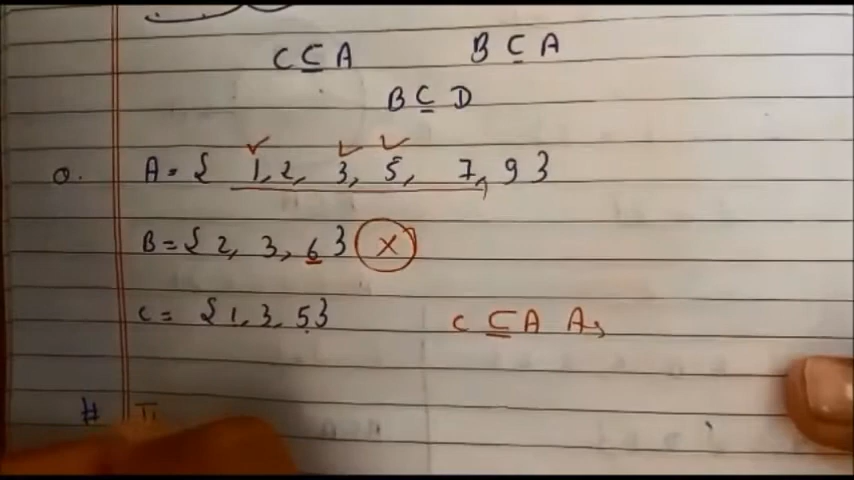 C ⊆ A B ⊆ A
B ⊆ D
Q. A = { 1, 2, 3, 5, 7, 9 }
B = { 2, 3, 6 } X
C = { 1, 3, 5 } C ⊆ A
#